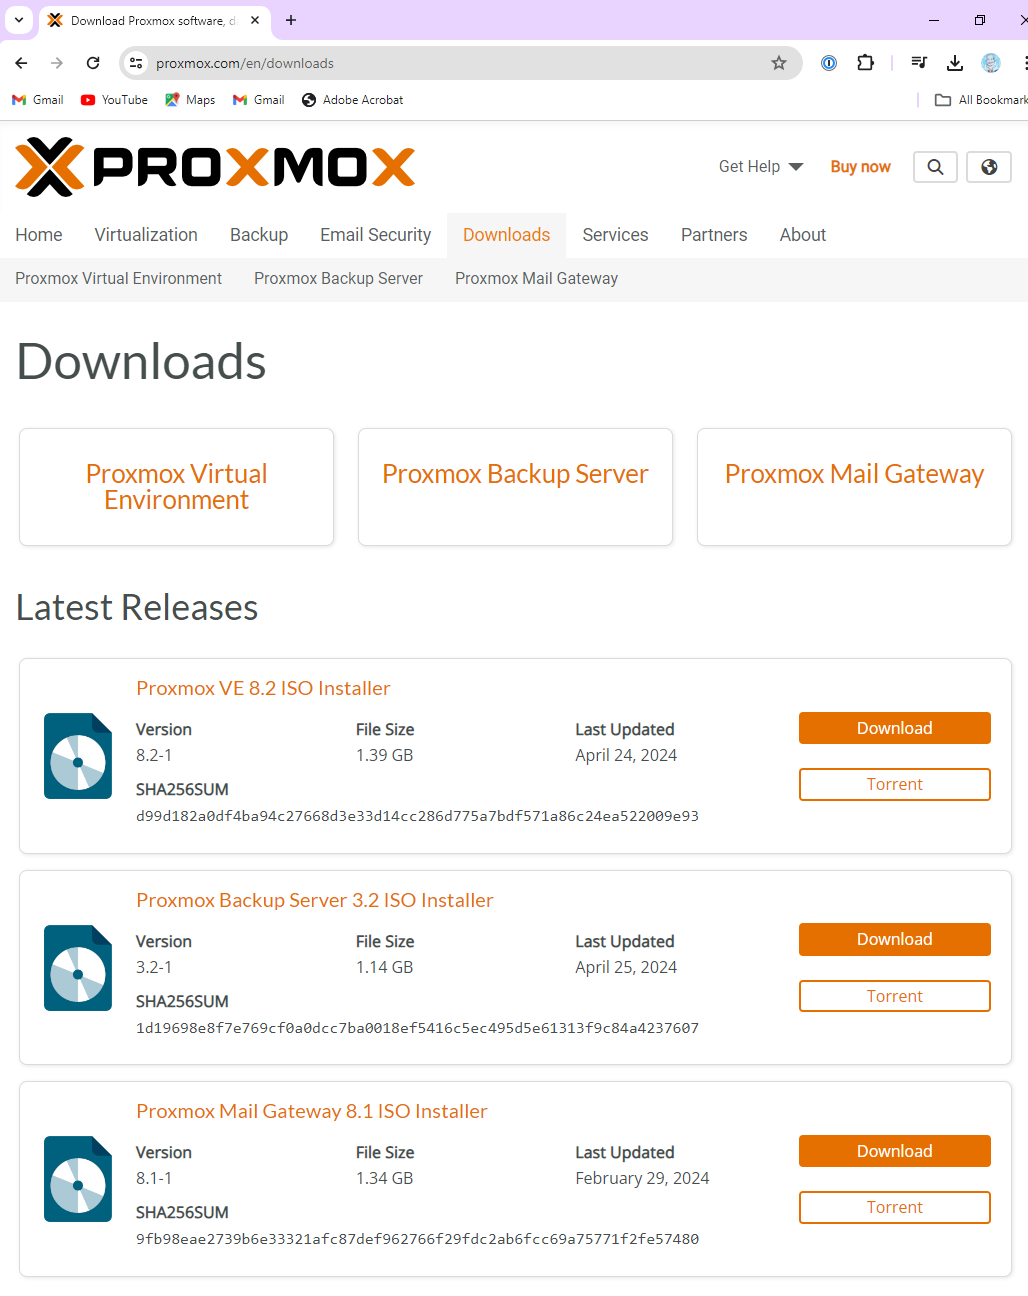 Download Proxmox software, d
proxmox.com/en/downloads
Gmail YouTube Maps Gmail Adobe Acrobat All Bookmark
PROXMOX
Get Help Buy now
Home Virtualization Backup Email Security Downloads Services Partners About
Proxmox Virtual Environment Proxmox Backup Server Proxmox Mail Gateway
Downloads
Proxmox Virtual
Environment
Proxmox Backup Server
Proxmox Mail Gateway
Latest Releases
Proxmox VE 8.2 ISO Installer
Version File Size Last Updated
8.2-1 1.39 GB April 24, 2024
SHA256SUM
d99d182a0df4ba94c27668d3e33d14cc286d775a7bdf571a86c24ea522009e93
Download
Torrent
Proxmox Backup Server 3.2 ISO Installer
Version File Size Last Updated
3.2-1 1.14 GB April 25, 2024
SHA256SUM
1d19698e8f7e769cf0a0dcc7ba0018ef5416c5ec495d5e61313f9c84a4237607
Download
Torrent
Proxmox Mail Gateway 8.1 ISO Installer
Version File Size Last Updated
8.1-1 1.34 GB February 29, 2024
SHA256SUM
9fb98eae2739b6e33321afc87def962766f29fdc2ab6fcc69a75771f2fe57480
Download
Torrent